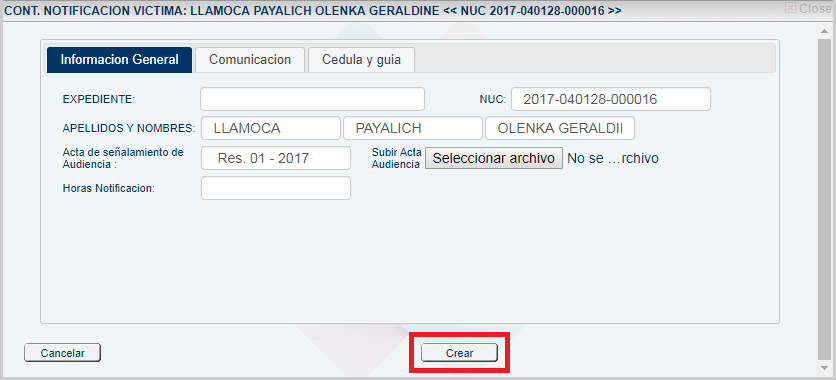 CONT. NOTIFICACION VICTIMA: LLAMOCA PAYALICH OLENKA GERALDINE << NUC 2017-040128-000016 >> Close
Informacion General Comunicacion Cedula y guia
EXPEDIENTE: NUC: 2017-040128-000016
APELLIDOS Y NOMBRES: LLAMOCA PAYALICH OLENKA GERALDII
Acta de señalamiento de
Audiencia : Res. 01 - 2017
Subir Acta
Audiencia Seleccionar archivo No se ...rchivo
Horas Notificacion:
Cancelar Crear